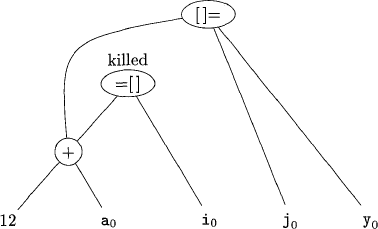 []=
killed
=[]
+
12 a₀ i₀ j₀ y₀